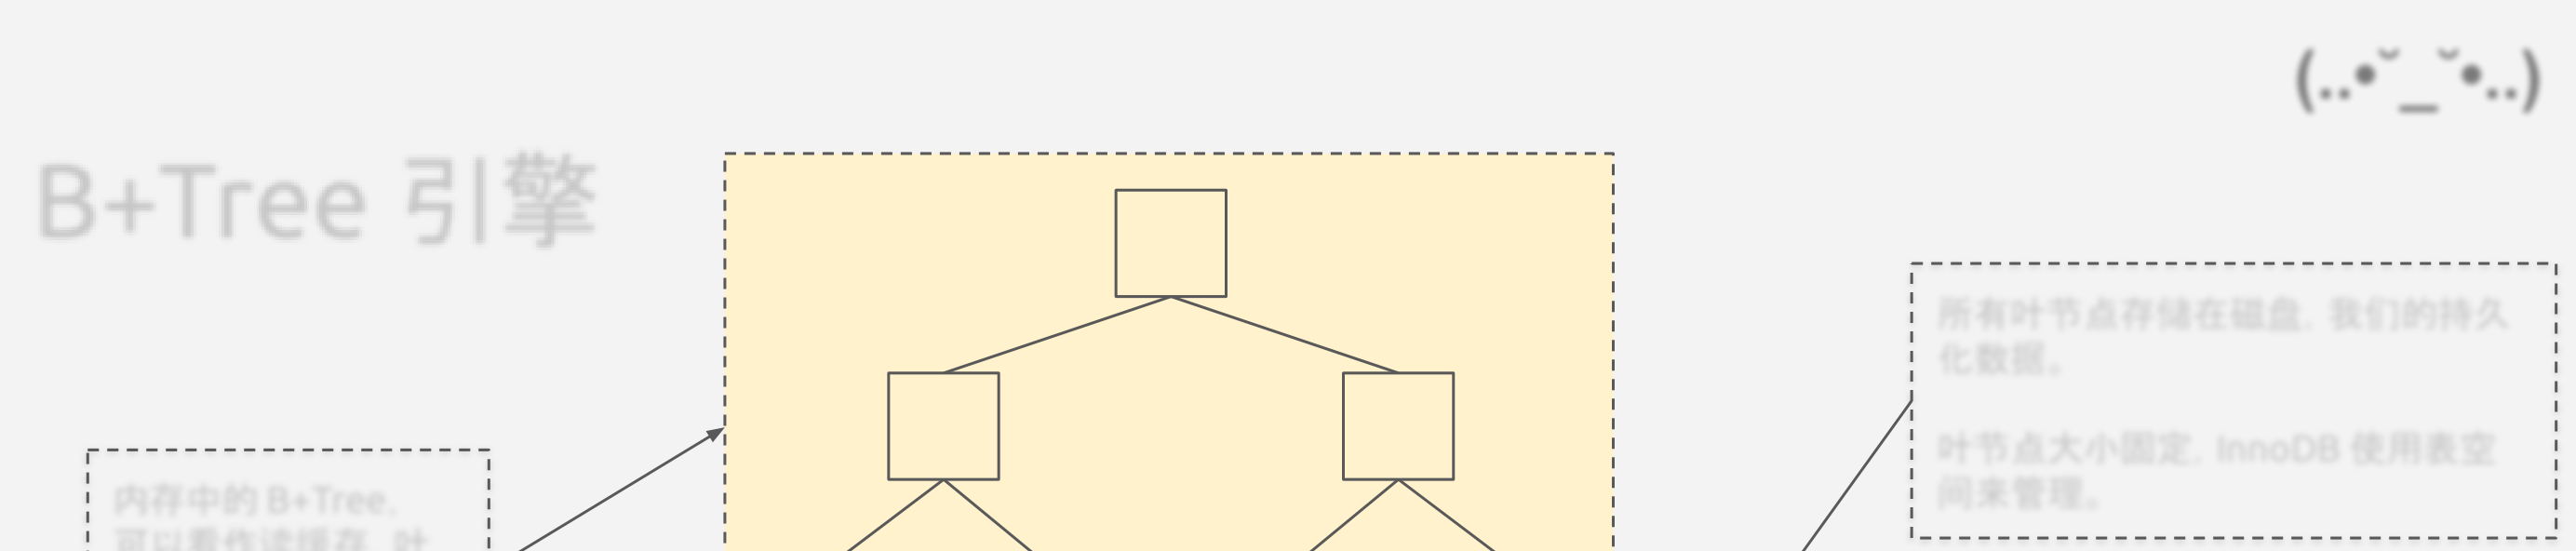 (..•˘_˘•..)
B+Tree 引擎
所有叶节点存储在磁盘, 我们的持久
化数据。
叶节点大小固定, InnoDB 使用表空
间来管理。
内存中的 B+Tree,
可以看作读缓存, 叶